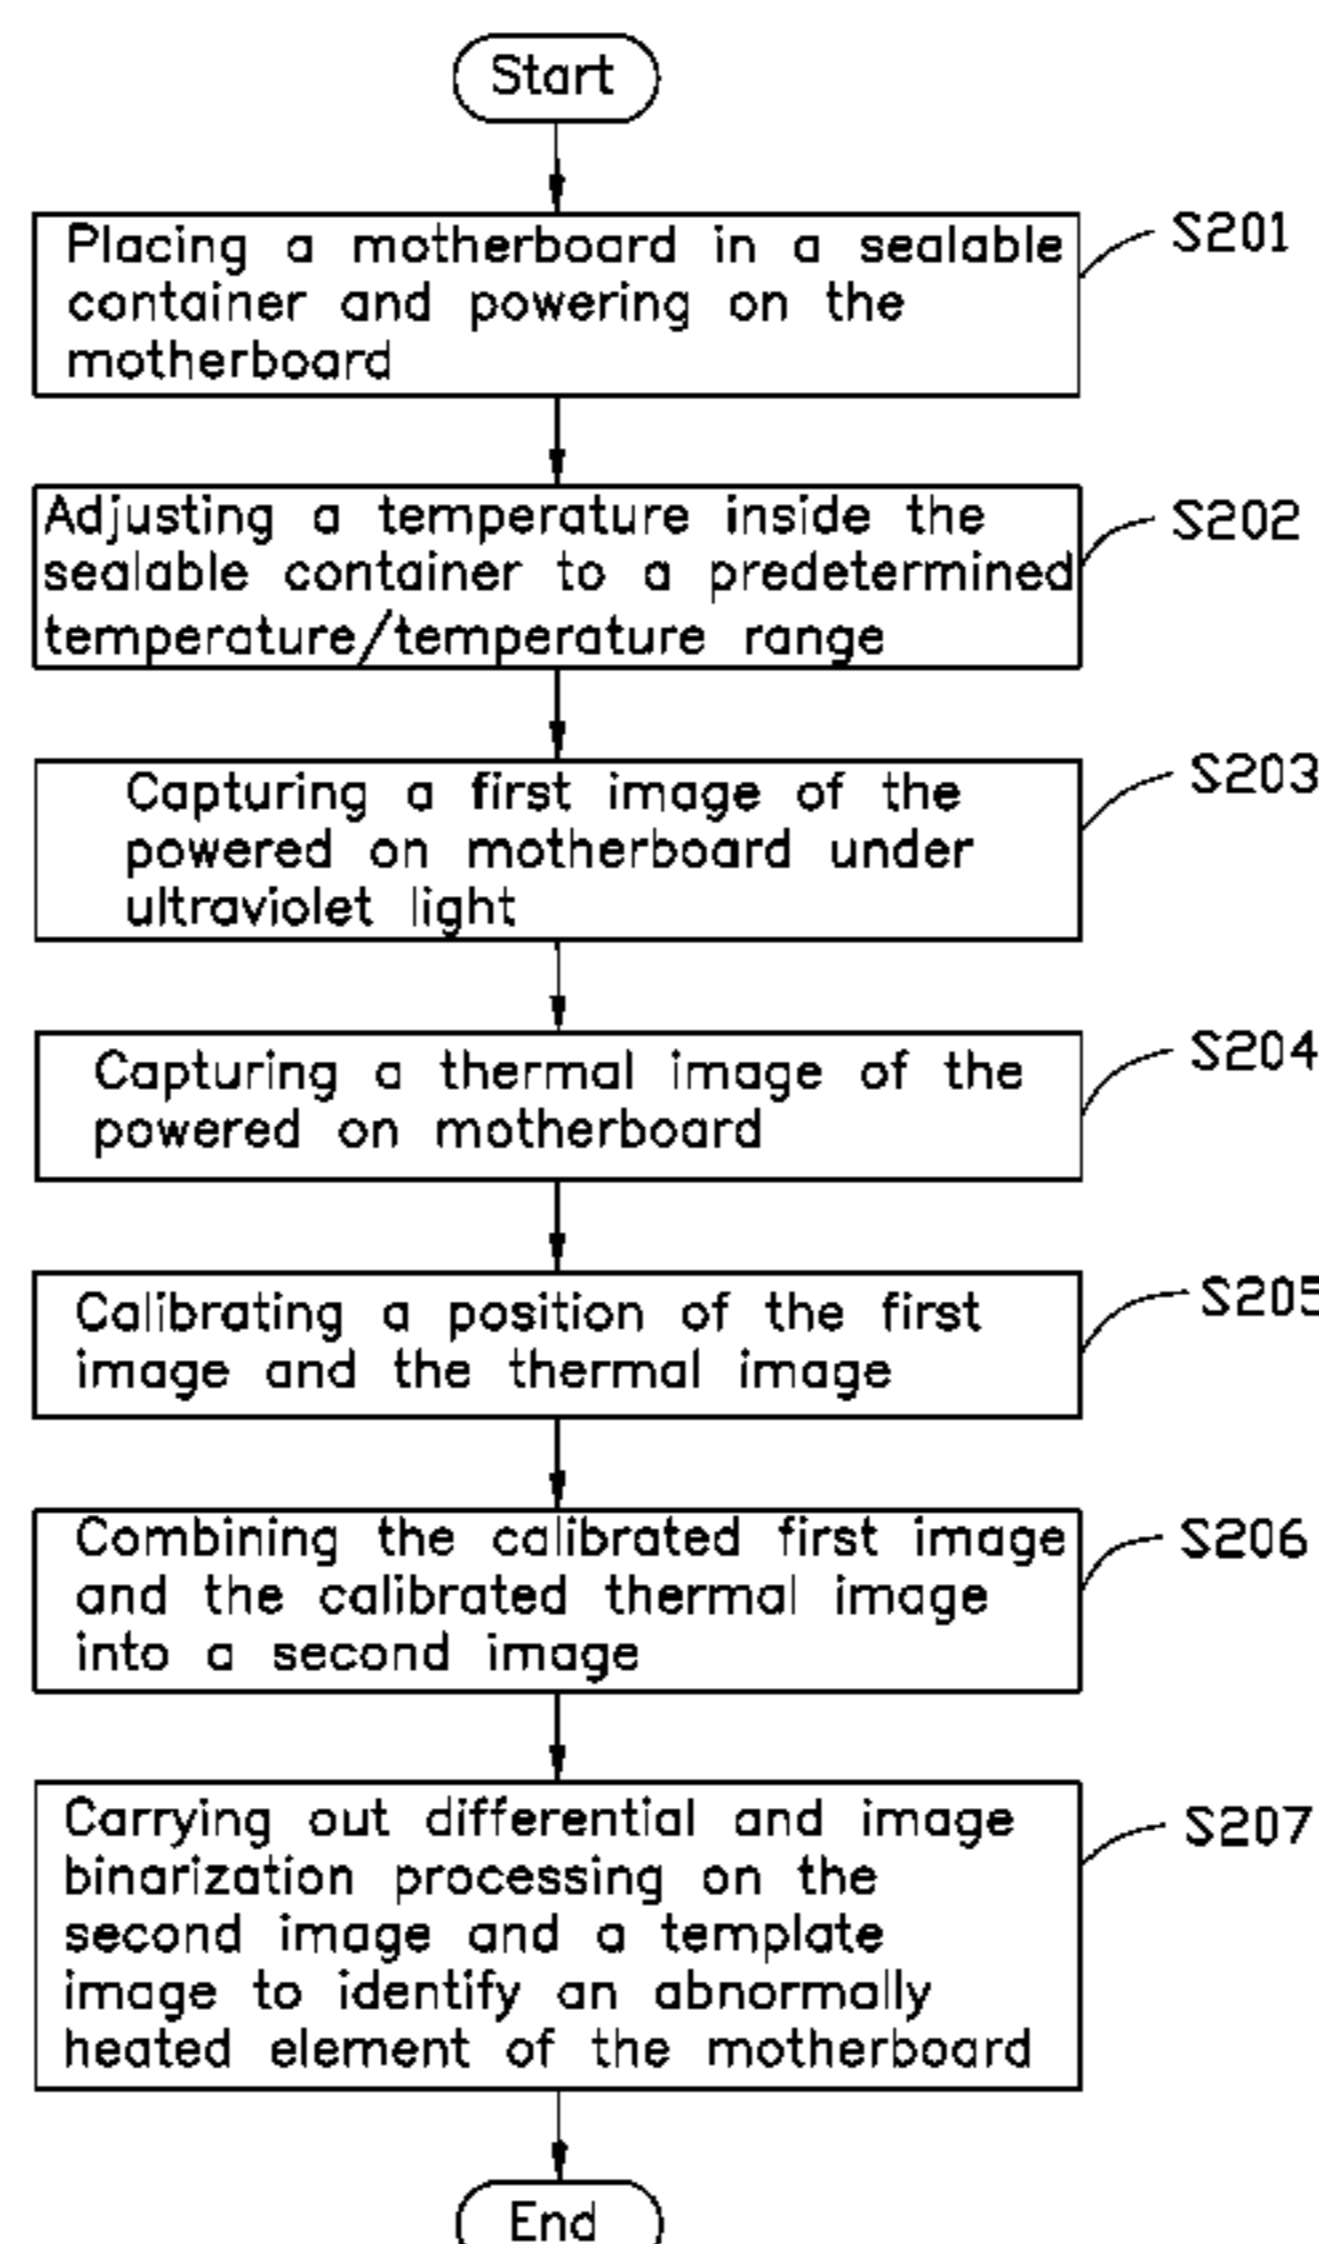 Start
Placing a motherboard in a sealable
container and powering on the
motherboard
S201
Adjusting a temperature inside the
sealable container to a predetermined
temperature/temperature range
S202
Capturing a first image of the
powered on motherboard under
ultraviolet light
S203
Capturing a thermal image of the
powered on motherboard
S204
Calibrating a position of the first
image and the thermal image
S205
Combining the calibrated first image
and the calibrated thermal image
into a second image
S206
Carrying out differential and image
binarization processing on the
second image and a template
image to identify an abnormally
heated element of the motherboard
S207
End